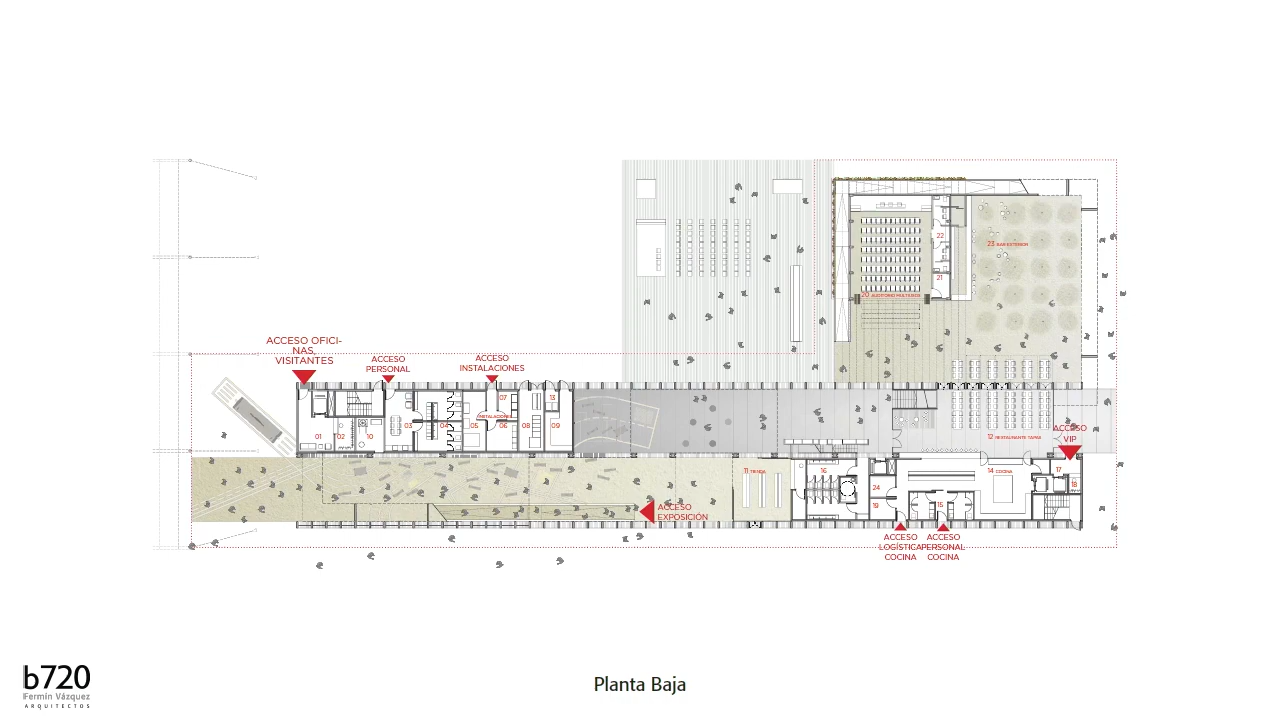 22
23 BAR EXTERIOR
21
20 AUDITORIO MULTIUSOS
ACCESO OFICI-
NAS,
VISITANTES
ACCESO
PERSONAL
ACCESO
INSTALACIONES
07
13
INSTALACIONES
01
02
10
03
04
05
06
08
09
12 RESTAURANTE TAPAS
ACCESO
VIP
11 TIENDA
16
14 COCINA
17
18
24
19
15
ACCESO
EXPOSICIÓN
ACCESO
LOGÍSTICA
COCINA
ACCESO
PERSONAL
COCINA
b720
Fermín Vázquez
ARQUITECTOS
Planta Baja